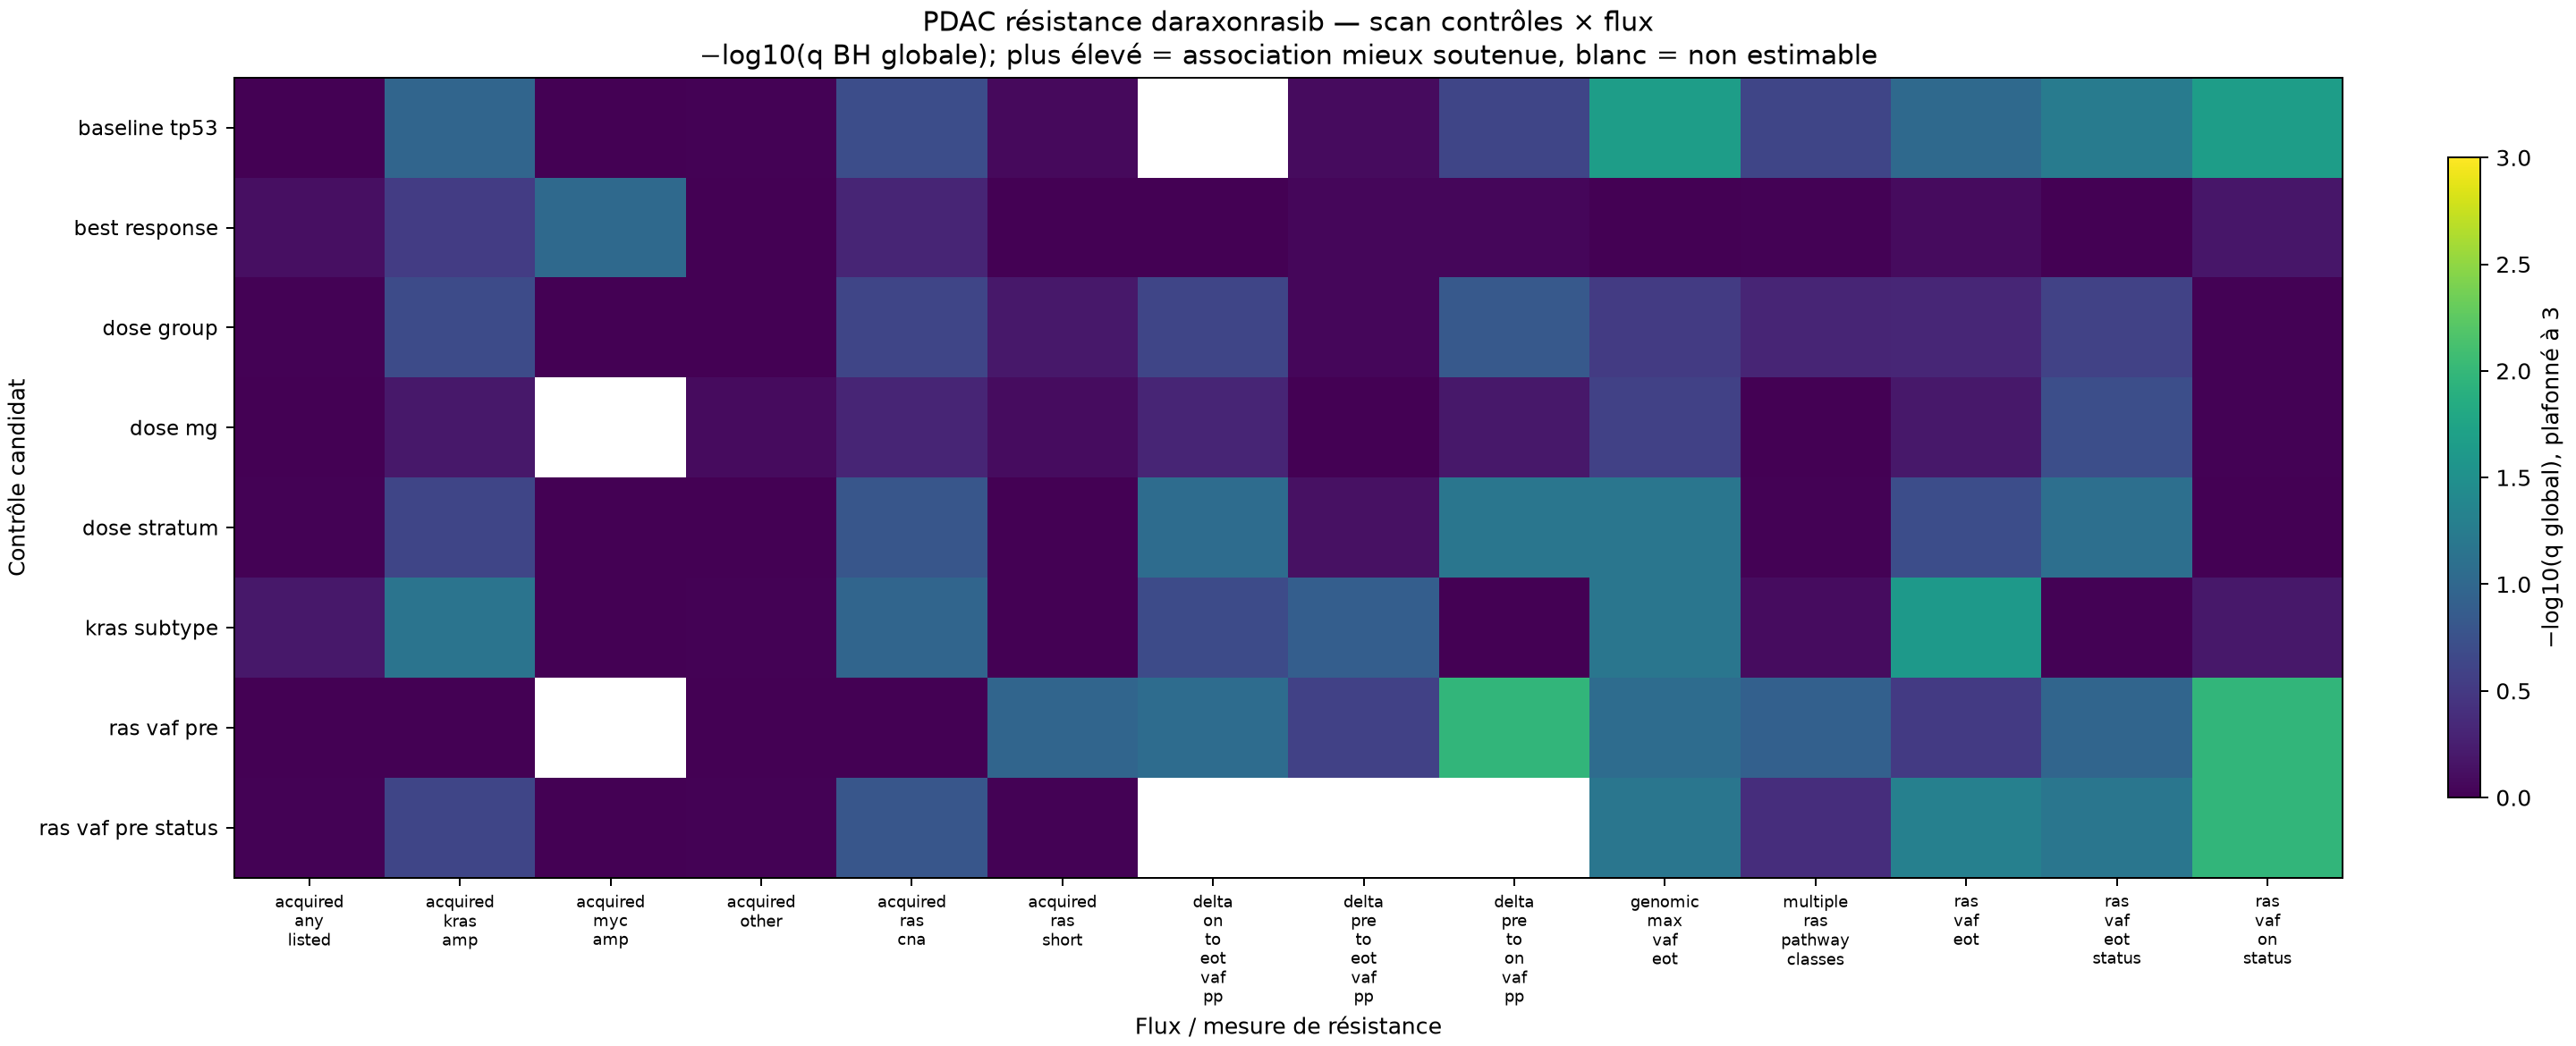 PDAC résistance daraxonrasib — scan contrôles × flux
−log10(q BH globale); plus élevé = association mieux soutenue, blanc = non estimable
Contrôle candidat
baseline tp53
best response
dose group
dose mg
dose stratum
kras subtype
ras vaf pre
ras vaf pre status
acquired
any
listed
acquired
kras
amp
acquired
myc
amp
acquired
other
acquired
ras
cna
acquired
ras
short
delta
on
to
eot
vaf
pp
delta
pre
to
eot
vaf
pp
delta
pre
to
on
vaf
pp
genomic
max
vaf
eot
multiple
ras
pathway
classes
ras
vaf
eot
ras
vaf
eot
status
ras
vaf
on
status
Flux / mesure de résistance
3.0
2.5
2.0
1.5
1.0
0.5
0.0
−log10(q global), plafonné à 3